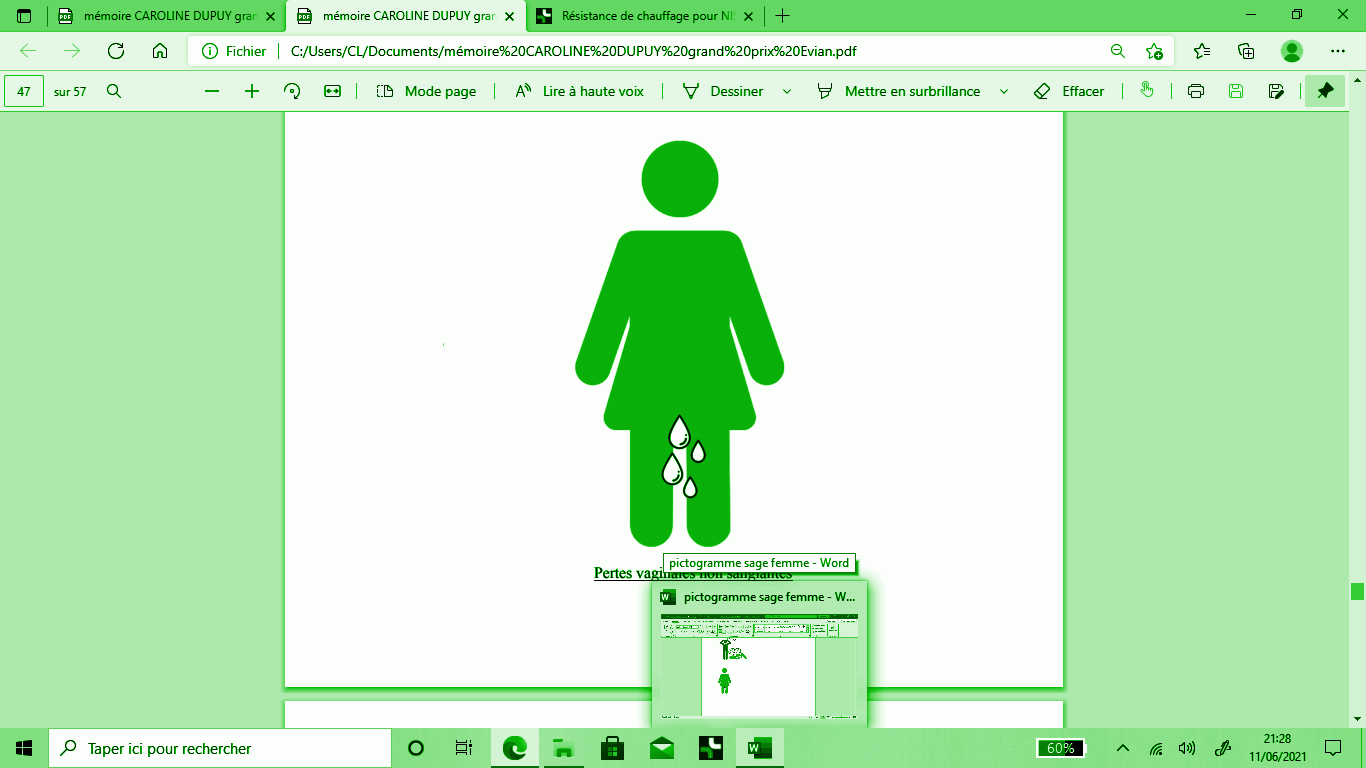 mémoire CAROLINE DUPUY gran
mémoire CAROLINE DUPUY gran
Résistance de chauffage pour NI
Fichier
C:/Users/CL/Documents/mémoire%20CAROLINE%20DUPUY%20grand%20prix%20Evian.pdf
47 sur 57
Mode page
Lire à haute voix
Dessiner
Mettre en surbrillance
Effacer
pictogramme sage femme - Word
Pertes vaginales non sanglantes
pictogramme sage femme - W...
Taper ici pour rechercher
60%
21:28
11/06/2021